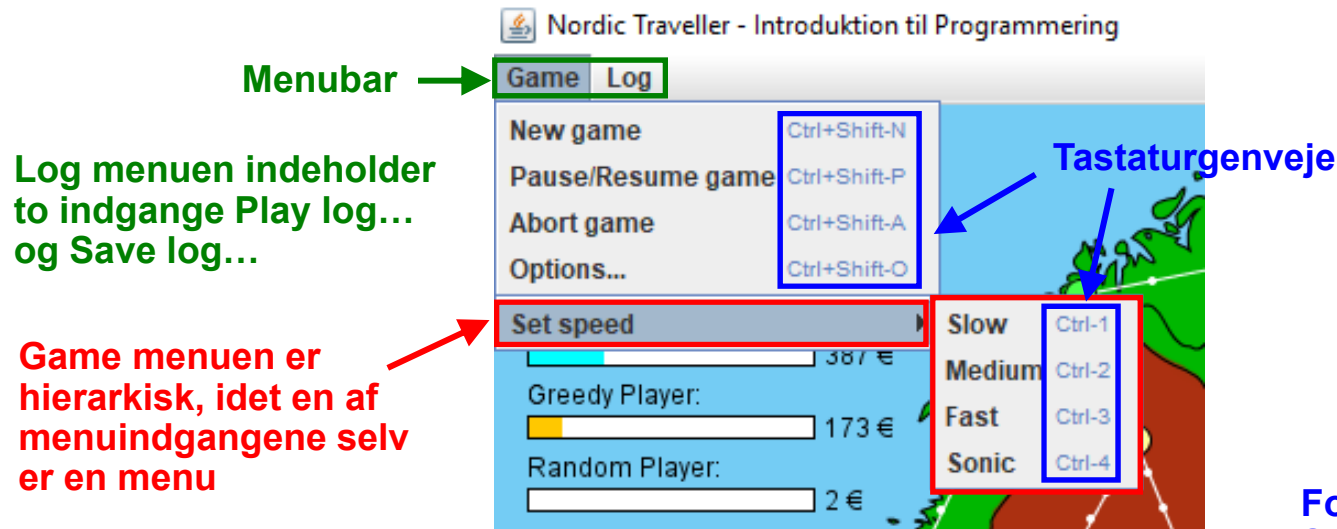 Nordic Traveller - Introduktion til Programmering
Menubar
Game Log
New game Ctrl+Shift-N
Pause/Resume game Ctrl+Shift-P
Abort game Ctrl+Shift-A
Options... Ctrl+Shift-O
Set speed
Slow Ctrl-1
Medium Ctrl-2
Fast Ctrl-3
Sonic Ctrl-4
Tastaturgenveje
Log menuen indeholder
to indgange Play log…
og Save log…
Game menuen er
hierarkisk, idet en af
menuindgangene selv
er en menu
387 €
Greedy Player:
173 €
Random Player:
2 €